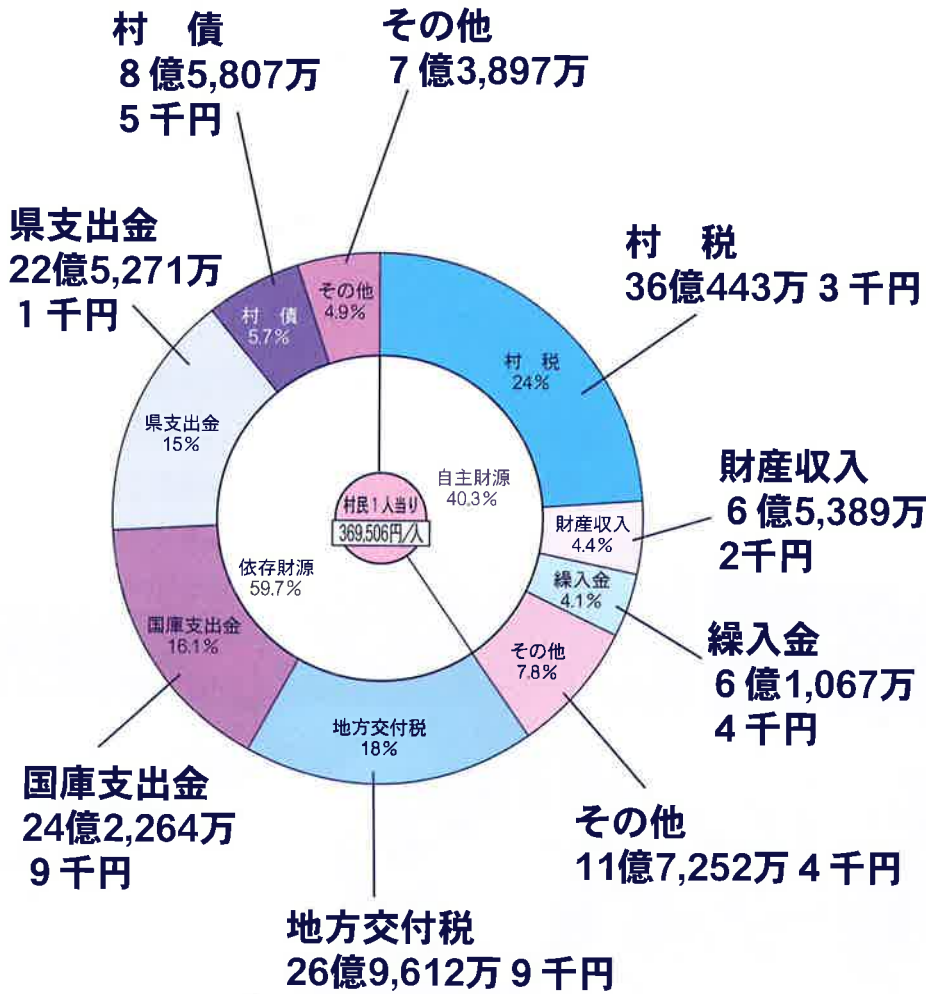 村　債
８億5,807万
５千円
その他
７億3,897万
県支出金
22億5,271万
１千円
村　税
36億443万３千円
その他
4.9%
村　債
5.7%
村　税
24%
県支出金
15%
財産収入
６億5,389万
2千円
自主財源
40.3%
村民１人当り
369,506円/人
財産収入
4.4%
依存財源
59.7%
繰入金
4.1%
国庫支出金
16.1%
繰入金
６億1,067万
４千円
その他
7.8%
地方交付税
18%
国庫支出金
24億2,264万
９千円
その他
11億7,252万４千円
地方交付税
26億9,612万９千円